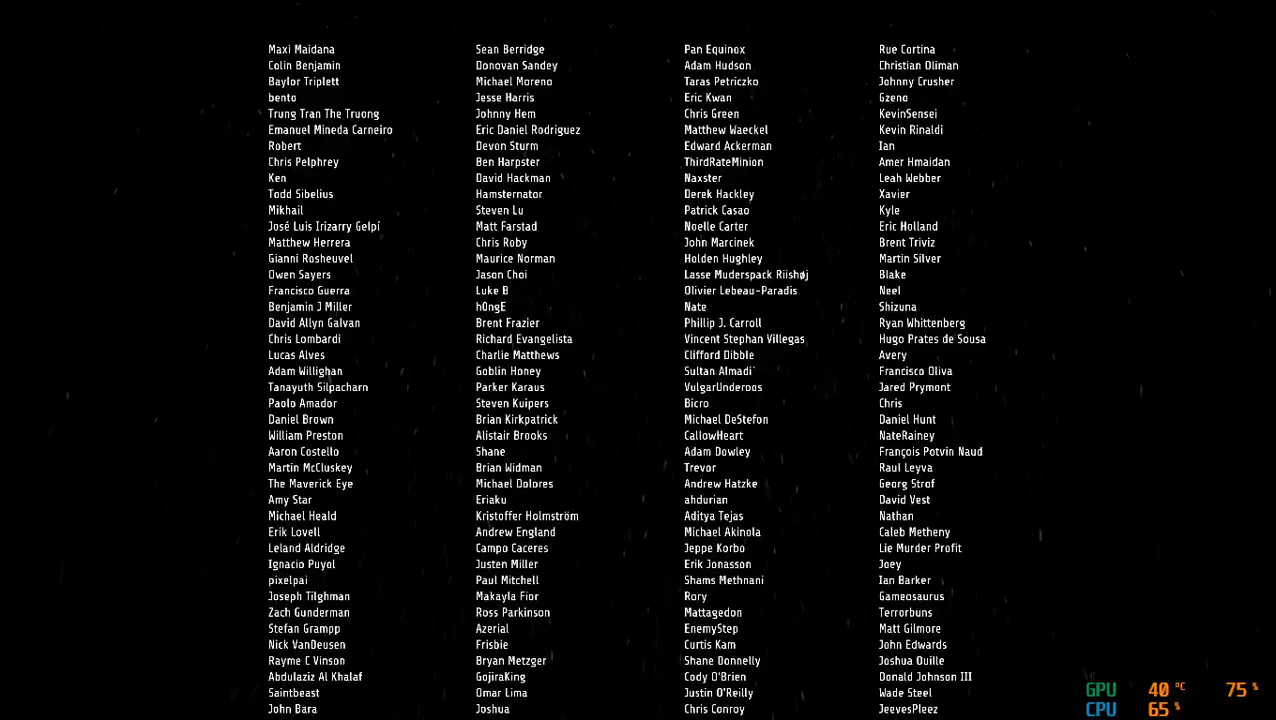 Maxi Maidana
Colin Benjamin
Baylor Triplett
bento
Trung Tran The Truong
Emanuel Mineda Carneiro
Robert
Chris Pelphrey
Ken
Todd Sibelius
Mikhail
José Luis Irizarry Gelpí
Matthew Herrera
Gianni Rosheuvel
Owen Sayers
Francisco Guerra
Benjamin J Miller
David Allyn Galvan
Chris Lombardi
Lucas Alves
Adam Willighan
Tanayuth Silpacharn
Paolo Amador
Daniel Brown
William Preston
Aaron Costello
Martin McCluskey
The Maverick Eye
Amy Star
Michael Heald
Erik Lovell
Leland Aldridge
Ignacio Puyol
pixelpai
Joseph Tilghman
Zach Gunderman
Stefan Grampp
Nick VanDeusen
Rayme C Vinson
Abdulaziz Al Khalaf
Saintbeast
John Bara
Sean Berridge
Donovan Sandey
Michael Moreno
Jesse Harris
Johnny Hem
Eric Daniel Rodriguez
Devon Sturm
Ben Harpster
David Hackman
Hamsternator
Steven Lu
Matt Farstad
Chris Roby
Maurice Norman
Jason Choi
Luke B
h0ngE
Brent Frazier
Richard Evangelista
Charlie Matthews
Goblin Honey
Parker Karaus
Steven Kuipers
Brian Kirkpatrick
Alistair Brooks
Shane
Brian Widman
Michael Dolores
Eriaku
Kristoffer Holmström
Andrew England
Campo Caceres
Justen Miller
Paul Mitchell
Makayla Fior
Ross Parkinson
Azerial
Frisbie
Bryan Metzger
GojiraKing
Omar Lima
Joshua
Pan Equinox
Adam Hudson
Taras Petriczko
Eric Kwan
Chris Green
Matthew Waeckel
Edward Ackerman
ThirdRateMinion
Naxster
Derek Hackley
Patrick Casao
Noelle Carter
John Marcinek
Holden Hughley
Lasse Muderspack Riishøj
Olivier Lebeau-Paradis
Nate
Phillip J. Carroll
Vincent Stephan Villegas
Clifford Dibble
Sultan Almadi
VulgarUnderoos
Bicro
Michael DeStefon
CallowHeart
Adam Dowley
Trevor
Andrew Hatzke
ahdurian
Aditya Tejas
Michael Akinola
Jeppe Korbo
Erik Jonasson
Shams Methnani
Rory
Mattagedon
EnemyStep
Curtis Kam
Shane Donnelly
Cody O'Brien
Justin O'Reilly
Chris Conroy
Rue Cortina
Christian Oliman
Johnny Crusher
Gzeno
KevinSensei
Kevin Rinaldi
Ian
Amer Hmaidan
Leah Webber
Xavier
Kyle
Eric Holland
Brent Triviz
Martin Silver
Blake
Neel
Shizuna
Ryan Whittenberg
Hugo Prates de Sousa
Avery
Francisco Oliva
Jared Prymont
Chris
Daniel Hunt
NateRainey
François Potvin Naud
Raul Leyva
Georg Strof
David Vest
Nathan
Caleb Metheny
Lie Murder Profit
Joey
Ian Barker
Gameosaurus
Terrorbuns
Matt Gilmore
John Edwards
Joshua Ouille
Donald Johnson III
Wade Steel
JeevesPleez
GPU 40 °C 75 %
CPU 65 %